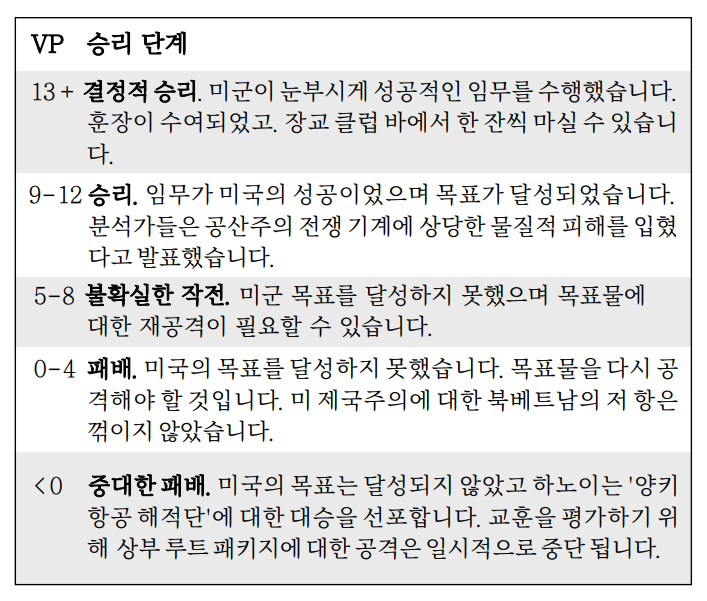 VP 승리 단계
13+ 결정적 승리. 미군이 눈부시게 성공적인 임무를 수행했습니다.
훈장이 수여되었고. 장교 클럽 바에서 한 잔씩 마실 수 있습니
다.
9-12 승리. 임무가 미국의 성공이었으며 목표가 달성되었습니다.
분석가들은 공산주의 전쟁 기계에 상당한 물질적 피해를 입혔
다고 발표했습니다.
5-8 불확실한 작전. 미군 목표를 달성하지 못했으며 목표물에
대한 재공격이 필요할 수 있습니다.
0-4 패배. 미국의 목표를 달성하지 못했습니다. 목표물을 다시 공
격해야 할 것입니다. 미 제국주의에 대한 북베트남의 저 항은
꺾이지 않았습니다.
<0 중대한 패배. 미국의 목표는 달성되지 않았고 하노이는 '양키
항공 해적단'에 대한 대승을 선포합니다. 교훈을 평가하기 위
해 상부 루트 패키지에 대한 공격은 일시적으로 중단 됩니다.